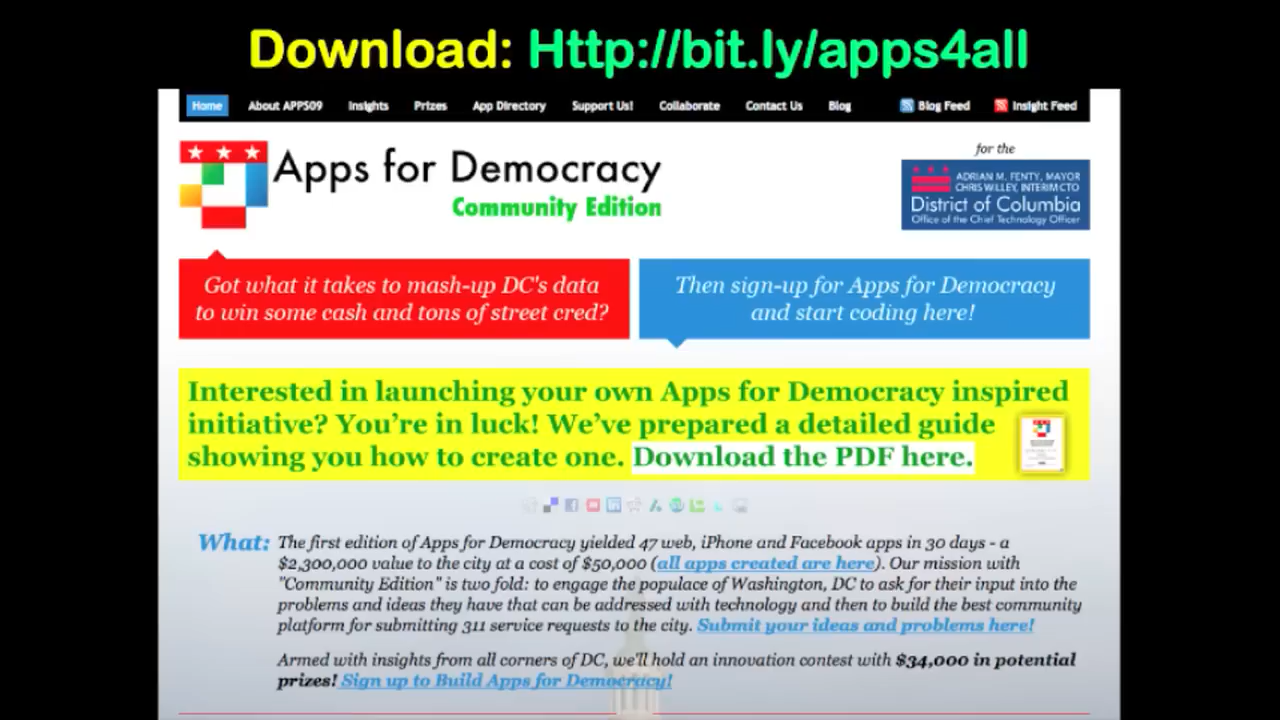 Download: Http://bit.ly/apps4all
Home About APPS09 Insights Prizes App Directory Support Us! Collaborate Contact Us Blog Blog Feed Insight Feed
Apps for Democracy
Community Edition
for the
ADRIAN M. FENTY, MAYOR
CHRIS WILLEY, INTERIM CTO
District of Columbia
Office of the Chief Technology Officer
Got what it takes to mash-up DC's data
to win some cash and tons of street cred?
Then sign-up for Apps for Democracy
and start coding here!
Interested in launching your own Apps for Democracy inspired
initiative? You're in luck! We've prepared a detailed guide
showing you how to create one. Download the PDF here.
What: The first edition of Apps for Democracy yielded 47 web, iPhone and Facebook apps in 30 days - a
$2,300,000 value to the city at a cost of $50,000 (all apps created are here). Our mission with
"Community Edition" is two fold: to engage the populace of Washington, DC to ask for their input into the
problems and ideas they have that can be addressed with technology and then to build the best community
platform for submitting 311 service requests to the city. Submit your ideas and problems here!
Armed with insights from all corners of DC, we'll hold an innovation contest with $34,000 in potential
prizes! Sign up to Build Apps for Democracy!